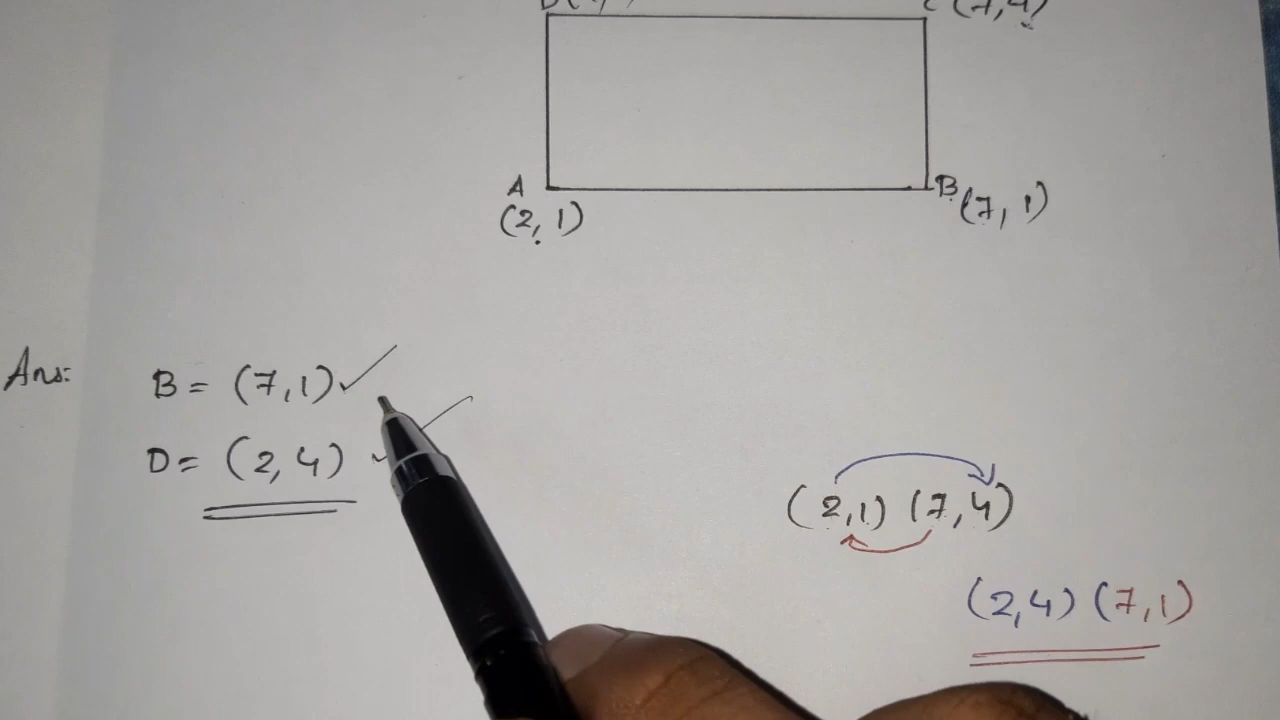 C (7,4)
A
B (7, 1)
(2, 1)
Ans:
B = (7,1) ✓
D = (2,4) ✓
(2,1) (7,4)
(2,4) (7,1)